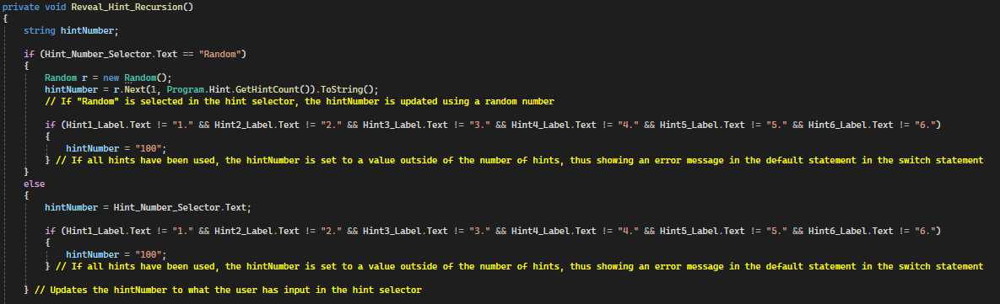 private void Reveal_Hint_Recursion()
{
    string hintNumber;
    if (Hint_Number_Selector.Text == "Random")
    {
        Random r = new Random();
        hintNumber = r.Next(1, Program.Hint.GetHintCount()).ToString();
        // If "Random" is selected in the hint selector, the hintNumber is updated using a random number
        if (Hint1_Label.Text != "1." && Hint2_Label.Text != "2." && Hint3_Label.Text != "3." && Hint4_Label.Text != "4." && Hint5_Label.Text != "5." && Hint6_Label.Text != "6.")
        {
            hintNumber = "100";
        } // If all hints have been used, the hintNumber is set to a value outside of the number of hints, thus showing an error message in the default statement in the switch statement
    }
    else
    {
        hintNumber = Hint_Number_Selector.Text;
        if (Hint1_Label.Text != "1." && Hint2_Label.Text != "2." && Hint3_Label.Text != "3." && Hint4_Label.Text != "4." && Hint5_Label.Text != "5." && Hint6_Label.Text != "6.")
        {
            hintNumber = "100";
        } // If all hints have been used, the hintNumber is set to a value outside of the number of hints, thus showing an error message in the default statement in the switch statement
    } // Updates the hintNumber to what the user has input in the hint selector